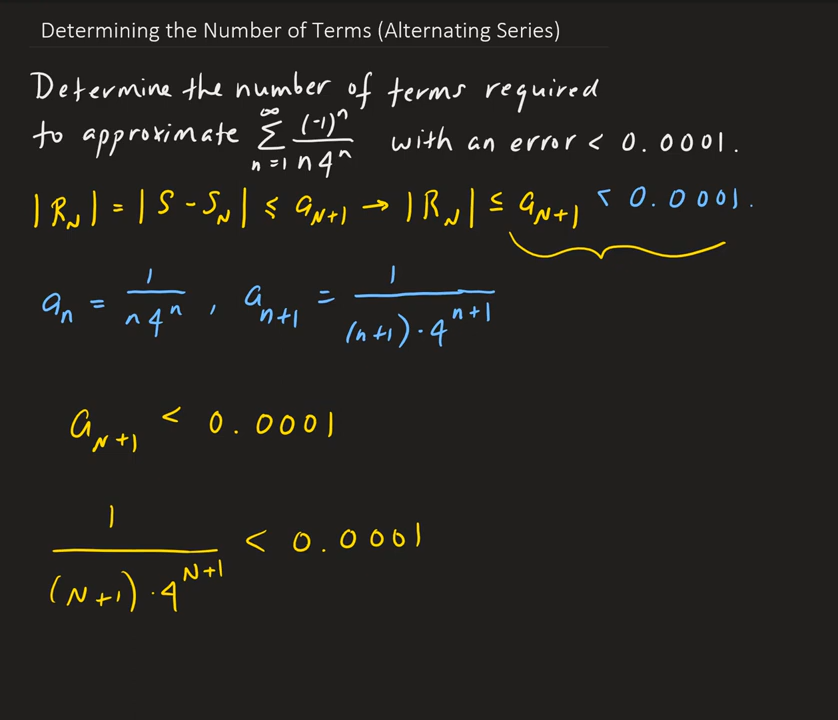 Determining the Number of Terms (Alternating Series)
Determine the number of terms required
to approximate ∑_{n=1}^{∞} (-1)^n / (n 4^n) with an error < 0.0001.
|R_N| = |S - S_N| ≤ a_{N+1} → |R_N| ≤ a_{N+1} < 0.0001.
a_n = 1 / (n 4^n), a_{n+1} = 1 / ((n+1) · 4^{n+1})
a_{N+1} < 0.0001
1 / ((N+1) · 4^{N+1}) < 0.0001